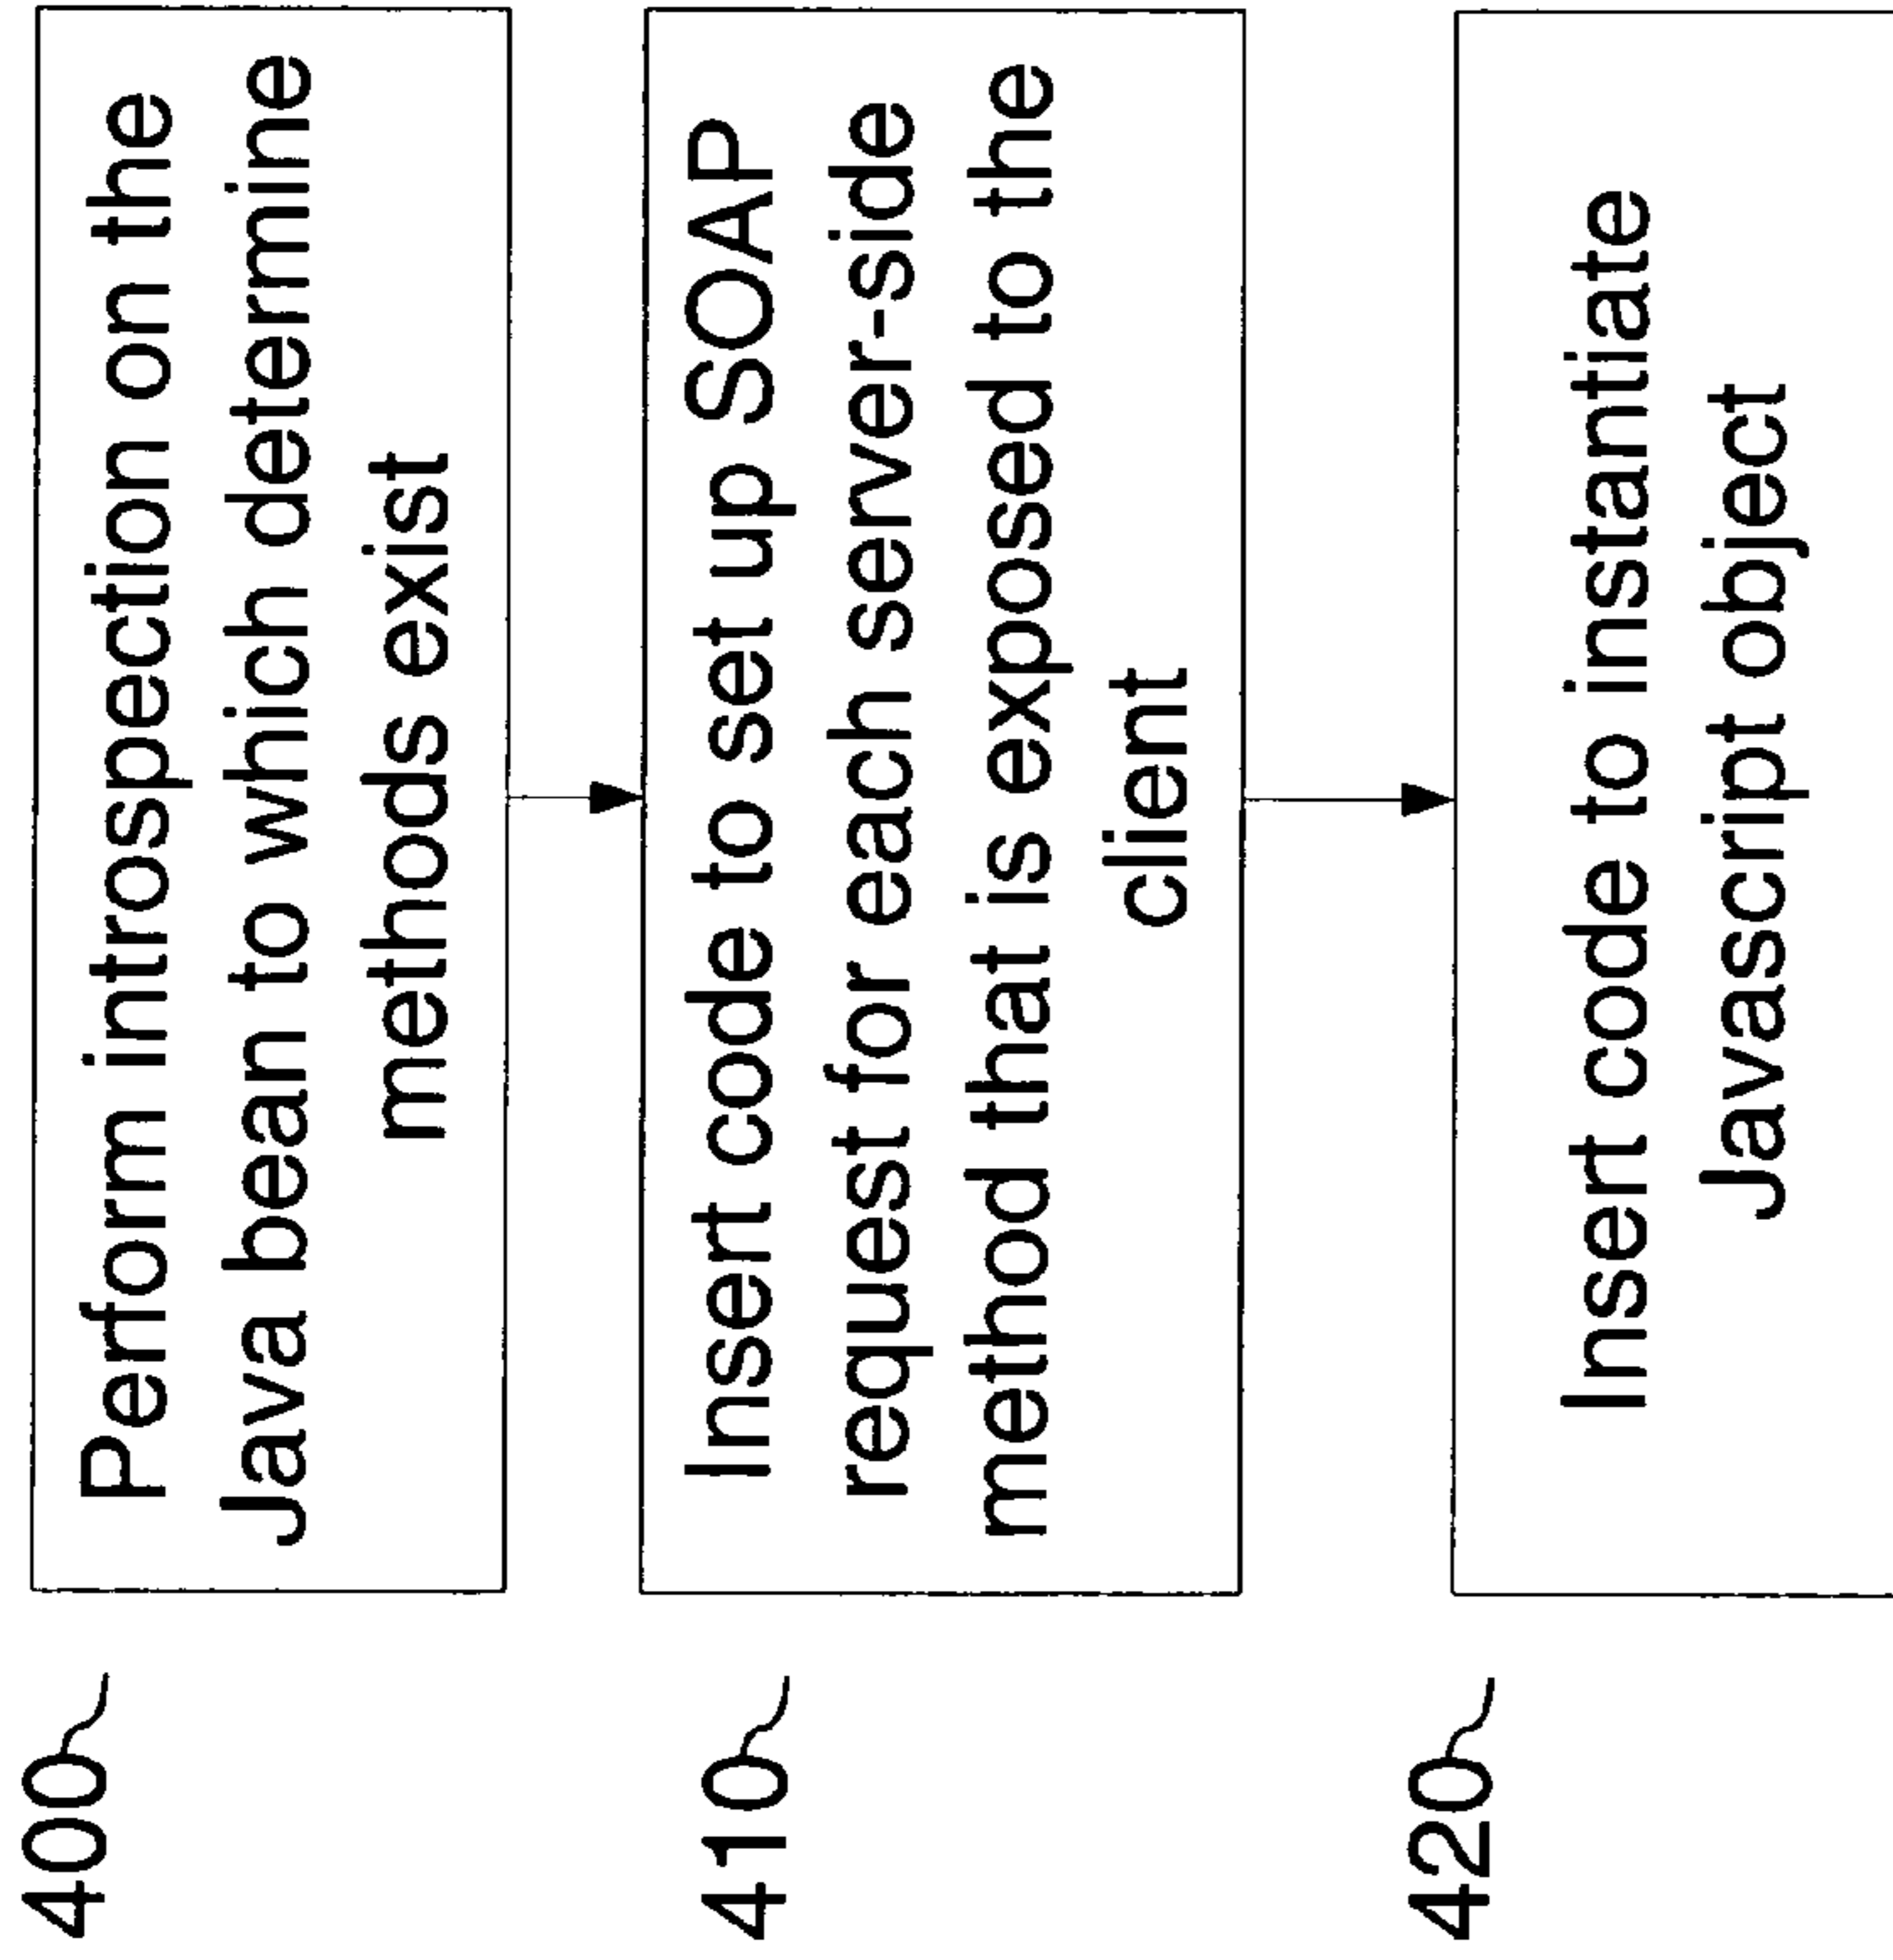 400
Perform introspection on the
Java bean to which determine
methods exist
410
Insert code to set up SOAP
request for each server-side
method that is exposed to the
client
420
Insert code to instantiate
Javascript object